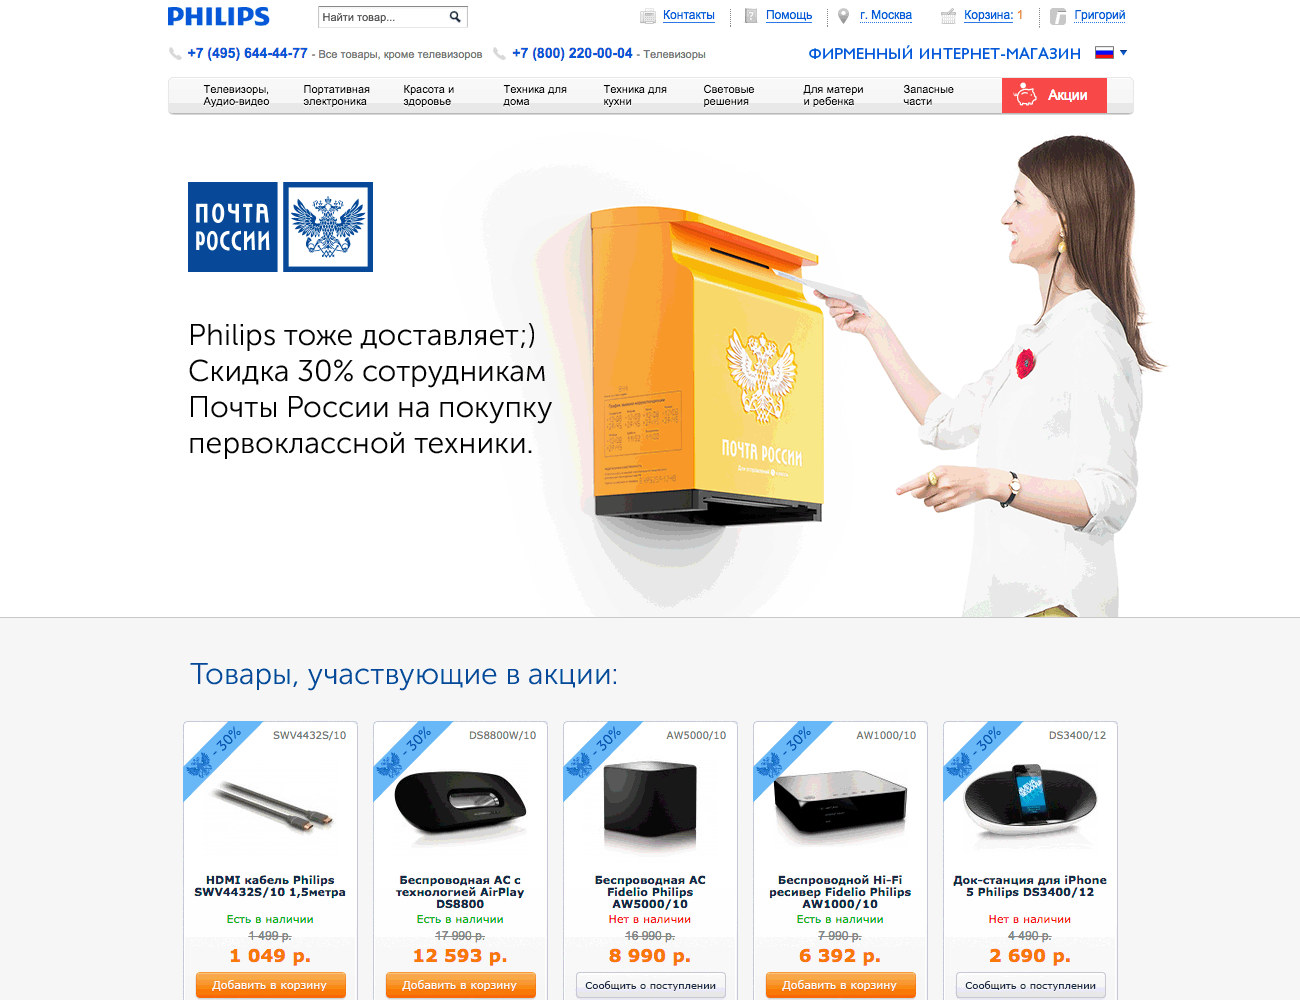 PHILIPS
Найти товар...
Контакты
Помощь
г. Москва
Корзина: 1
Григорий
+7 (495) 644-44-77 - Все товары, кроме телевизоров
+7 (800) 220-00-04 - Телевизоры
ФИРМЕННЫЙ ИНТЕРНЕТ-МАГАЗИН
Телевизоры,
Аудио-видео
Портативная
электроника
Красота и
здоровье
Техника для
дома
Техника для
кухни
Световые
решения
Для матери
и ребенка
Запасные
части
Акции
ПОЧТА
РОССИИ
Philips тоже доставляет;)
Скидка 30% сотрудникам
Почты России на покупку
первоклассной техники.
ПОЧТА РОССИИ
Товары, участвующие в акции:
- 30%
SWV4432S/10
HDMI кабель Philips
SWV4432S/10 1,5метра
Есть в наличии
1 499 р.
1 049 р.
Добавить в корзину
- 30%
DS8800W/10
Беспроводная АС с
технологией AirPlay
DS8800
Есть в наличии
17 990 р.
12 593 р.
Добавить в корзину
- 30%
AW5000/10
Беспроводная АС
Fidelio Philips
AW5000/10
Нет в наличии
16 990 р.
8 990 р.
Сообщить о поступлении
- 30%
AW1000/10
Беспроводной Hi-Fi
ресивер Fidelio Philips
AW1000/10
Есть в наличии
7 990 р.
6 392 р.
Добавить в корзину
- 30%
DS3400/12
Док-станция для iPhone
5 Philips DS3400/12
Нет в наличии
4 490 р.
2 690 р.
Сообщить о поступлении